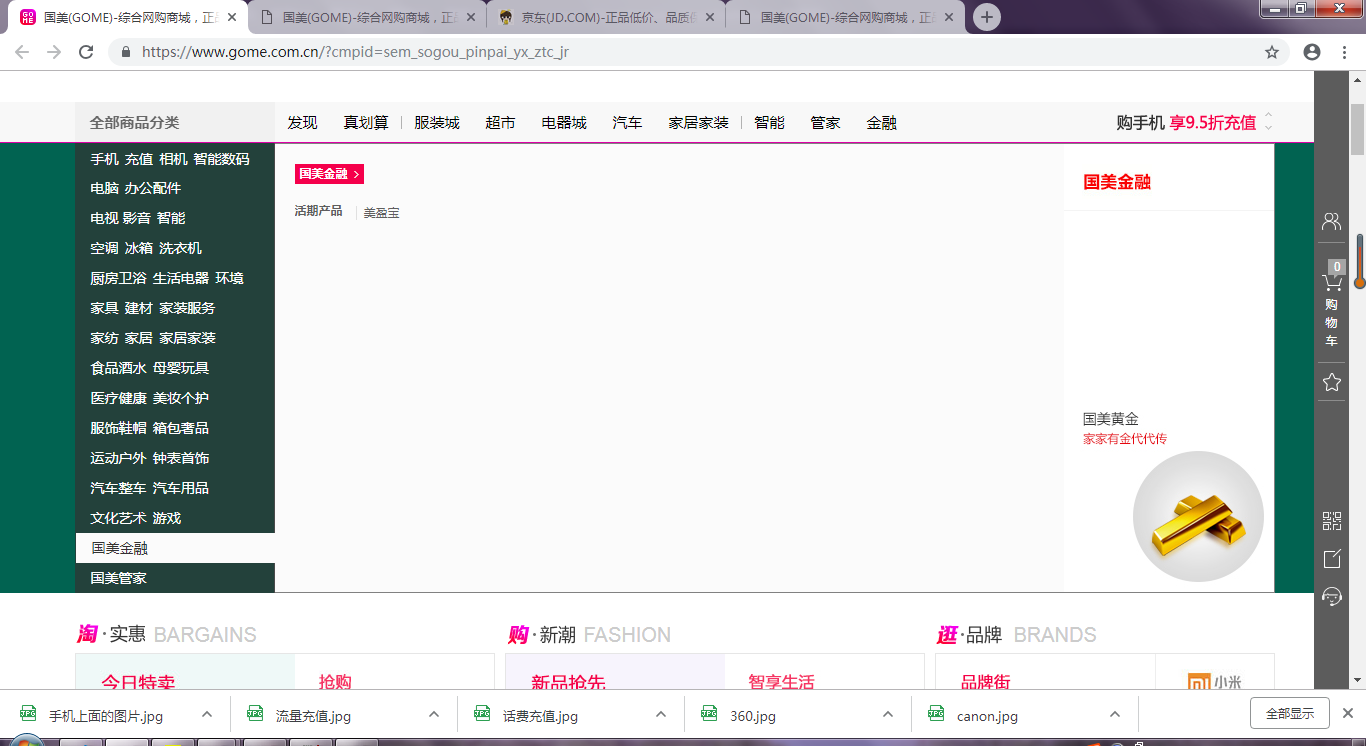 国美(GOME)-综合网购商城，正品
国美(GOME)-综合网购商城，正品
京东(JD.COM)-正品低价、品质保
国美(GOME)-综合网购商城，正品
https://www.gome.com.cn/?cmpid=sem_sogou_pinpai_yx_ztc_jr
全部商品分类 发现 真划算 服装城 超市 电器城 汽车 家居家装 智能 管家 金融 购手机 享9.5折充值
手机 充值 相机 智能数码
电脑 办公配件
电视 影音 智能
空调 冰箱 洗衣机
厨房卫浴 生活电器 环境
家具 建材 家装服务
家纺 家居 家居家装
食品酒水 母婴玩具
医疗健康 美妆个护
服饰鞋帽 箱包奢品
运动户外 钟表首饰
汽车整车 汽车用品
文化艺术 游戏
国美金融
国美管家
国美金融 >
活期产品 美盈宝
国美金融
国美黄金
家家有金代代传
0
购
物
车
淘·实惠 BARGAINS
购·新潮 FASHION
逛·品牌 BRANDS
今日特卖 抢购
新品抢先 智享生活
品牌街 小米
手机上面的图片.jpg
流量充值.jpg
话费充值.jpg
360.jpg
canon.jpg
全部显示